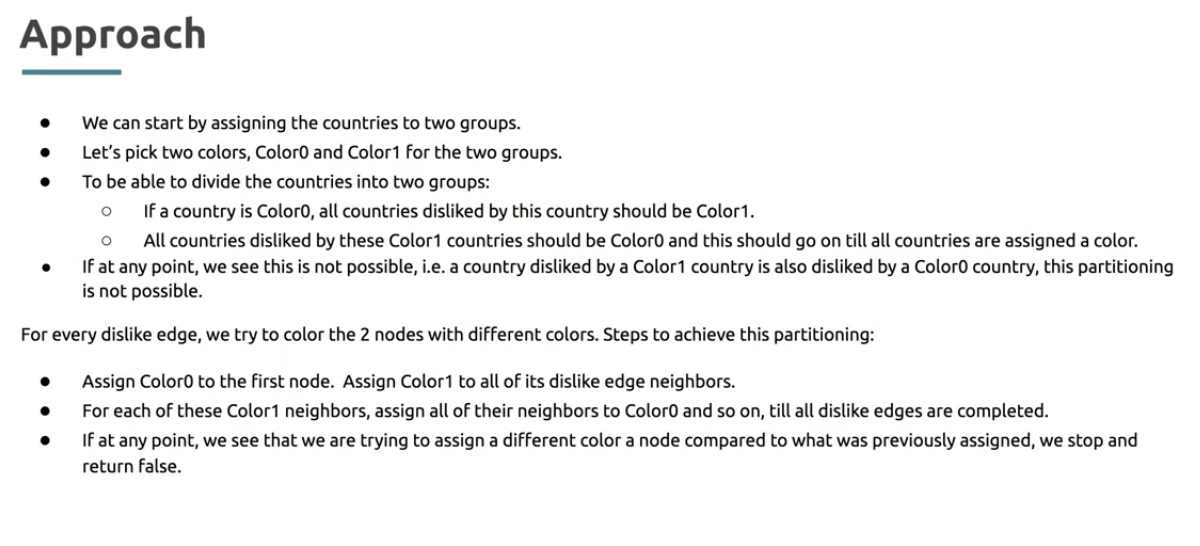 Approach
● We can start by assigning the countries to two groups.
● Let's pick two colors, Color0 and Color1 for the two groups.
● To be able to divide the countries into two groups:
○ If a country is Color0, all countries disliked by this country should be Color1.
○ All countries disliked by these Color1 countries should be Color0 and this should go on till all countries are assigned a color.
● If at any point, we see this is not possible, i.e. a country disliked by a Color1 country is also disliked by a Color0 country, this partitioning
is not possible.
For every dislike edge, we try to color the 2 nodes with different colors. Steps to achieve this partitioning:
● Assign Color0 to the first node. Assign Color1 to all of its dislike edge neighbors.
● For each of these Color1 neighbors, assign all of their neighbors to Color0 and so on, till all dislike edges are completed.
● If at any point, we see that we are trying to assign a different color a node compared to what was previously assigned, we stop and
return false.